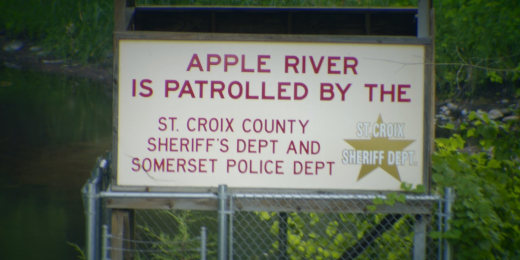 APPLE RIVER
IS PATROLLED BY THE
ST. CROIX COUNTY
SHERIFF'S DEPT AND
SOMERSET POLICE DEPT
ST. CROIX
SHERIFF DEPT.